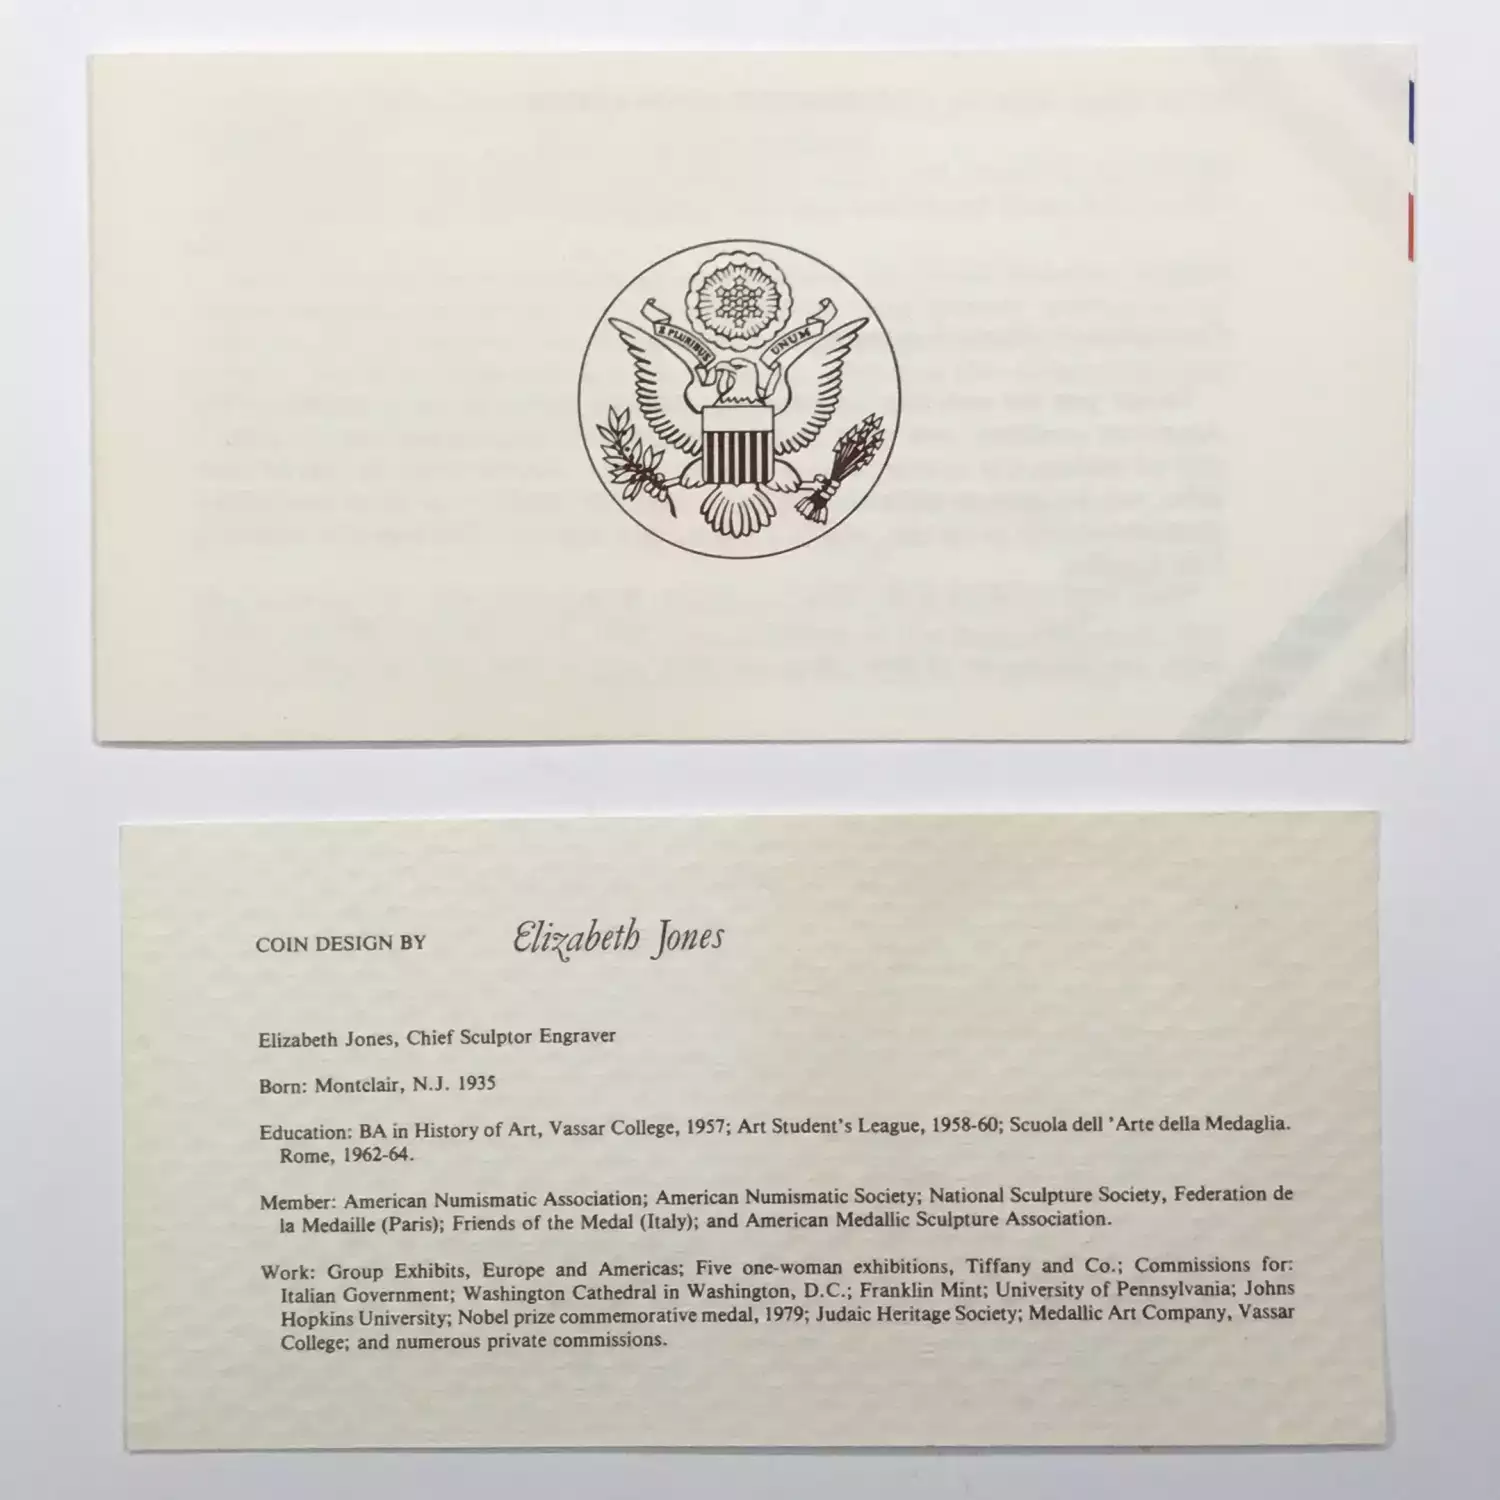 E PLURIBUS UNUM
COIN DESIGN BY Elizabeth Jones
Elizabeth Jones, Chief Sculptor Engraver
Born: Montclair, N.J. 1935
Education: BA in History of Art, Vassar College, 1957; Art Student's League, 1958-60; Scuola dell 'Arte della Medaglia.
Rome, 1962-64.
Member: American Numismatic Association; American Numismatic Society; National Sculpture Society, Federation de
la Medaille (Paris); Friends of the Medal (Italy); and American Medallic Sculpture Association.
Work: Group Exhibits, Europe and Americas; Five one-woman exhibitions, Tiffany and Co.; Commissions for:
Italian Government; Washington Cathedral in Washington, D.C.; Franklin Mint; University of Pennsylvania; Johns
Hopkins University; Nobel prize commemorative medal, 1979; Judaic Heritage Society; Medallic Art Company, Vassar
College; and numerous private commissions.